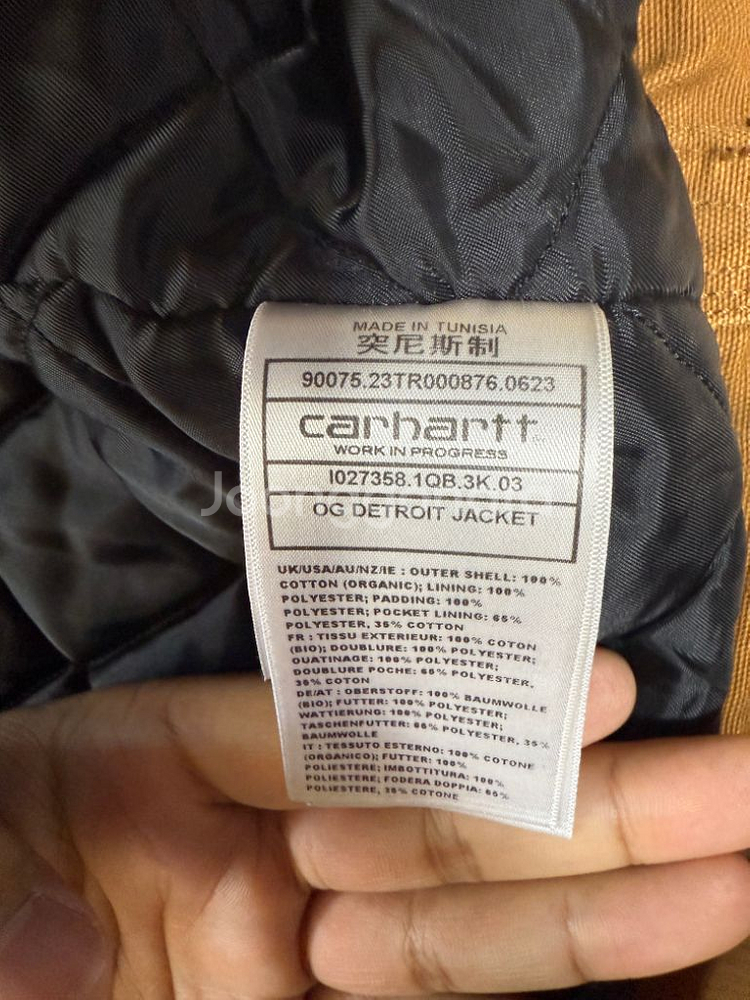 MADE IN TUNISIA
突尼斯制
90075.23TR000876.0623
carhartt
WORK IN PROGRESS
I027358.1QB.3K.03
OG DETROIT JACKET
UK/USA/AU/NZ/IE : OUTER SHELL: 100%
COTTON (ORGANIC); LINING: 100%
POLYESTER; PADDING: 100%
POLYESTER; POCKET LINING: 65%
POLYESTER, 35% COTTON
FR : TISSU EXTERIEUR: 100% COTON
(BIO); DOUBLURE: 100% POLYESTER;
OUATINAGE: 100% POLYESTER;
DOUBLURE POCHE: 65% POLYESTER,
35% COTON
DE/AT : OBERSTOFF: 100% BAUMWOLLE
(BIO); FUTTER: 100% POLYESTER;
WATTIERUNG: 100% POLYESTER;
TASCHENFUTTER: 65% POLYESTER, 35%
BAUMWOLLE
IT : TESSUTO ESTERNO: 100% COTONE
(ORGANICO); FUTTER: 100%
POLIESTERE; IMBOTTITURA: 100%
POLIESTERE; FODERA DOPPIA: 65%
POLIESTERE, 35% COTONE